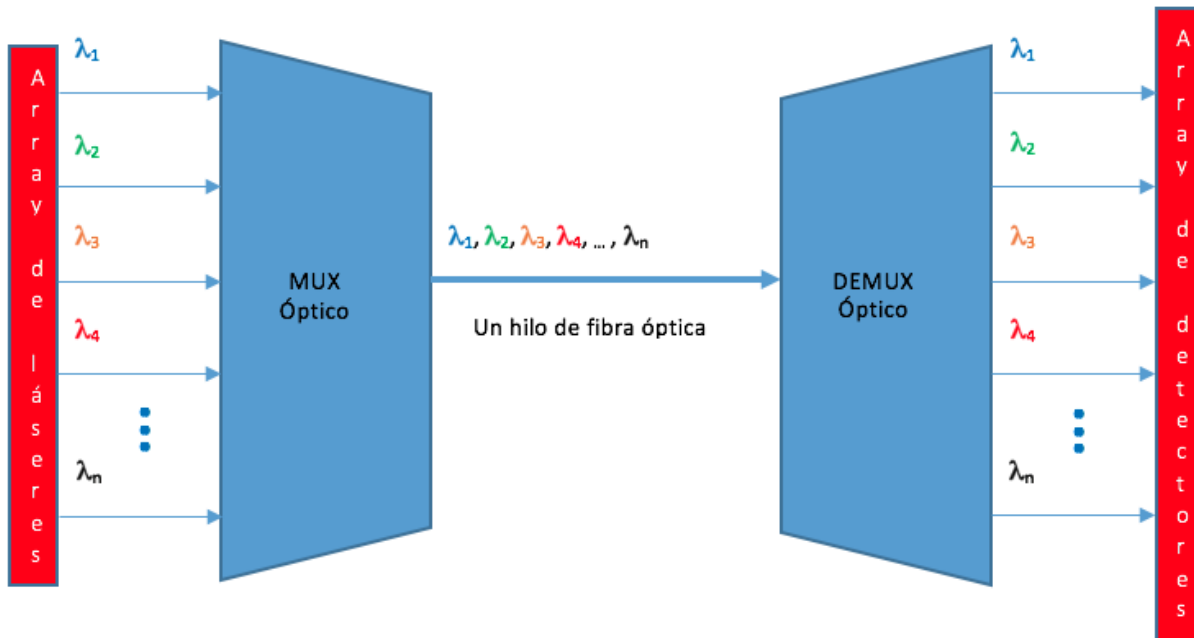 Array de láseres
λ1
λ2
λ3
λ4
λn
MUX
Óptico
λ1, λ2, λ3, λ4, ... , λn
Un hilo de fibra óptica
DEMUX
Óptico
λ1
λ2
λ3
λ4
λn
Array de detectores